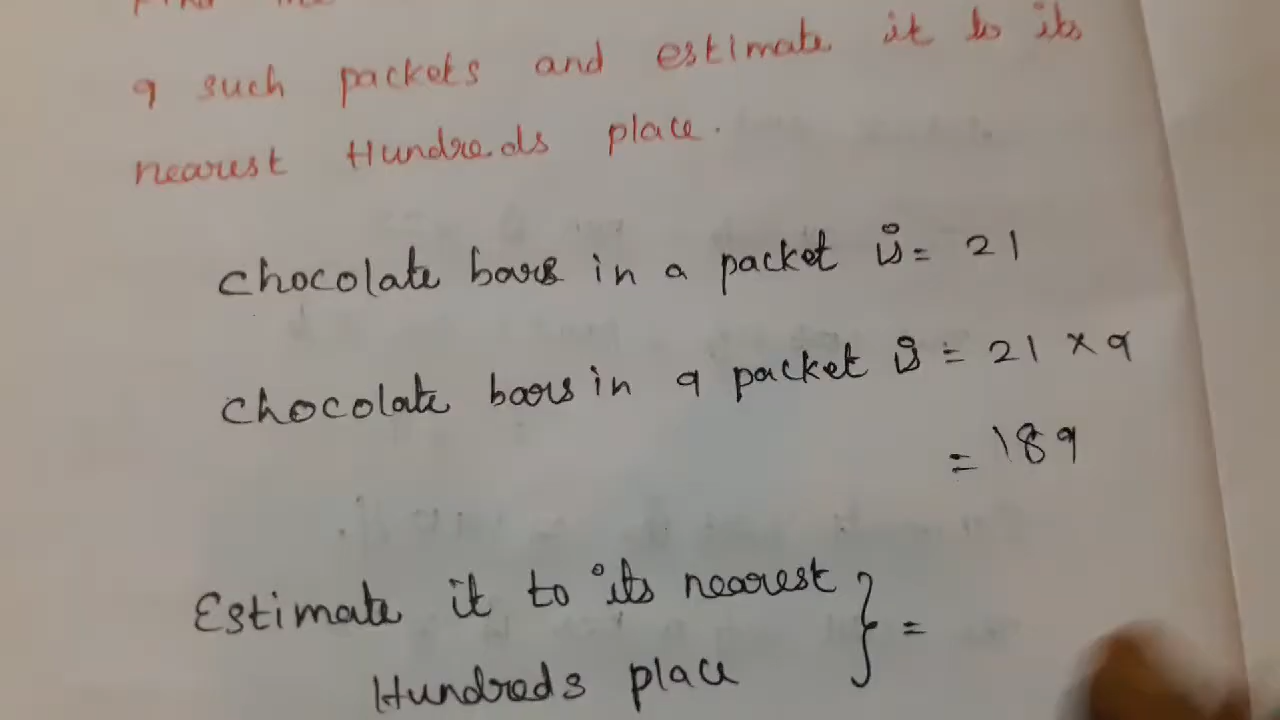 9 such packets and estimate it to its
nearest Hundreds place.
chocolate bars in a packet is = 21
chocolate bars in 9 packet is = 21 × 9
= 189
Estimate it to its nearest
Hundreds place } =